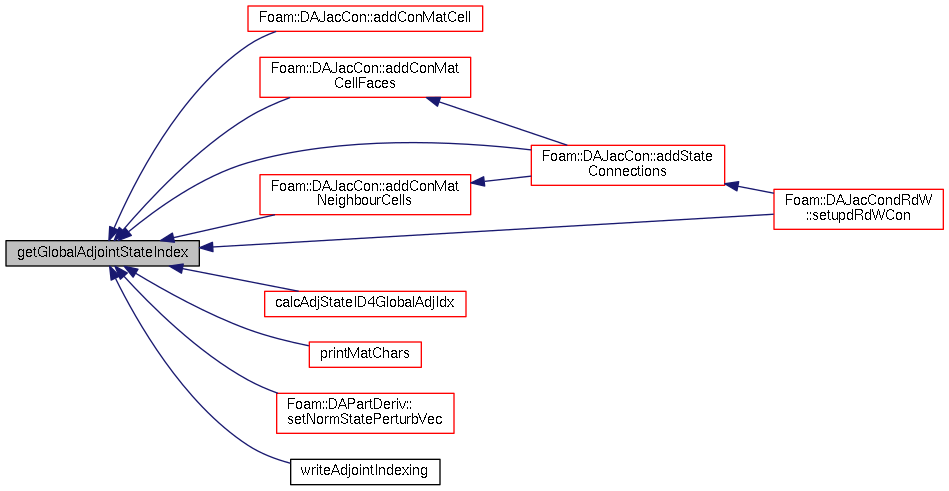 Foam::DAJacCon::addConMatCell
Foam::DAJacCon::addConMat
CellFaces
Foam::DAJacCon::addState
Connections
Foam::DAJacCon::addConMat
NeighbourCells
Foam::DAJacCondRdW
::setupdRdWCon
getGlobalAdjointStateIndex
calcAdjStateID4GlobalAdjIdx
printMatChars
Foam::DAPartDeriv::
setNormStatePerturbVec
writeAdjointIndexing